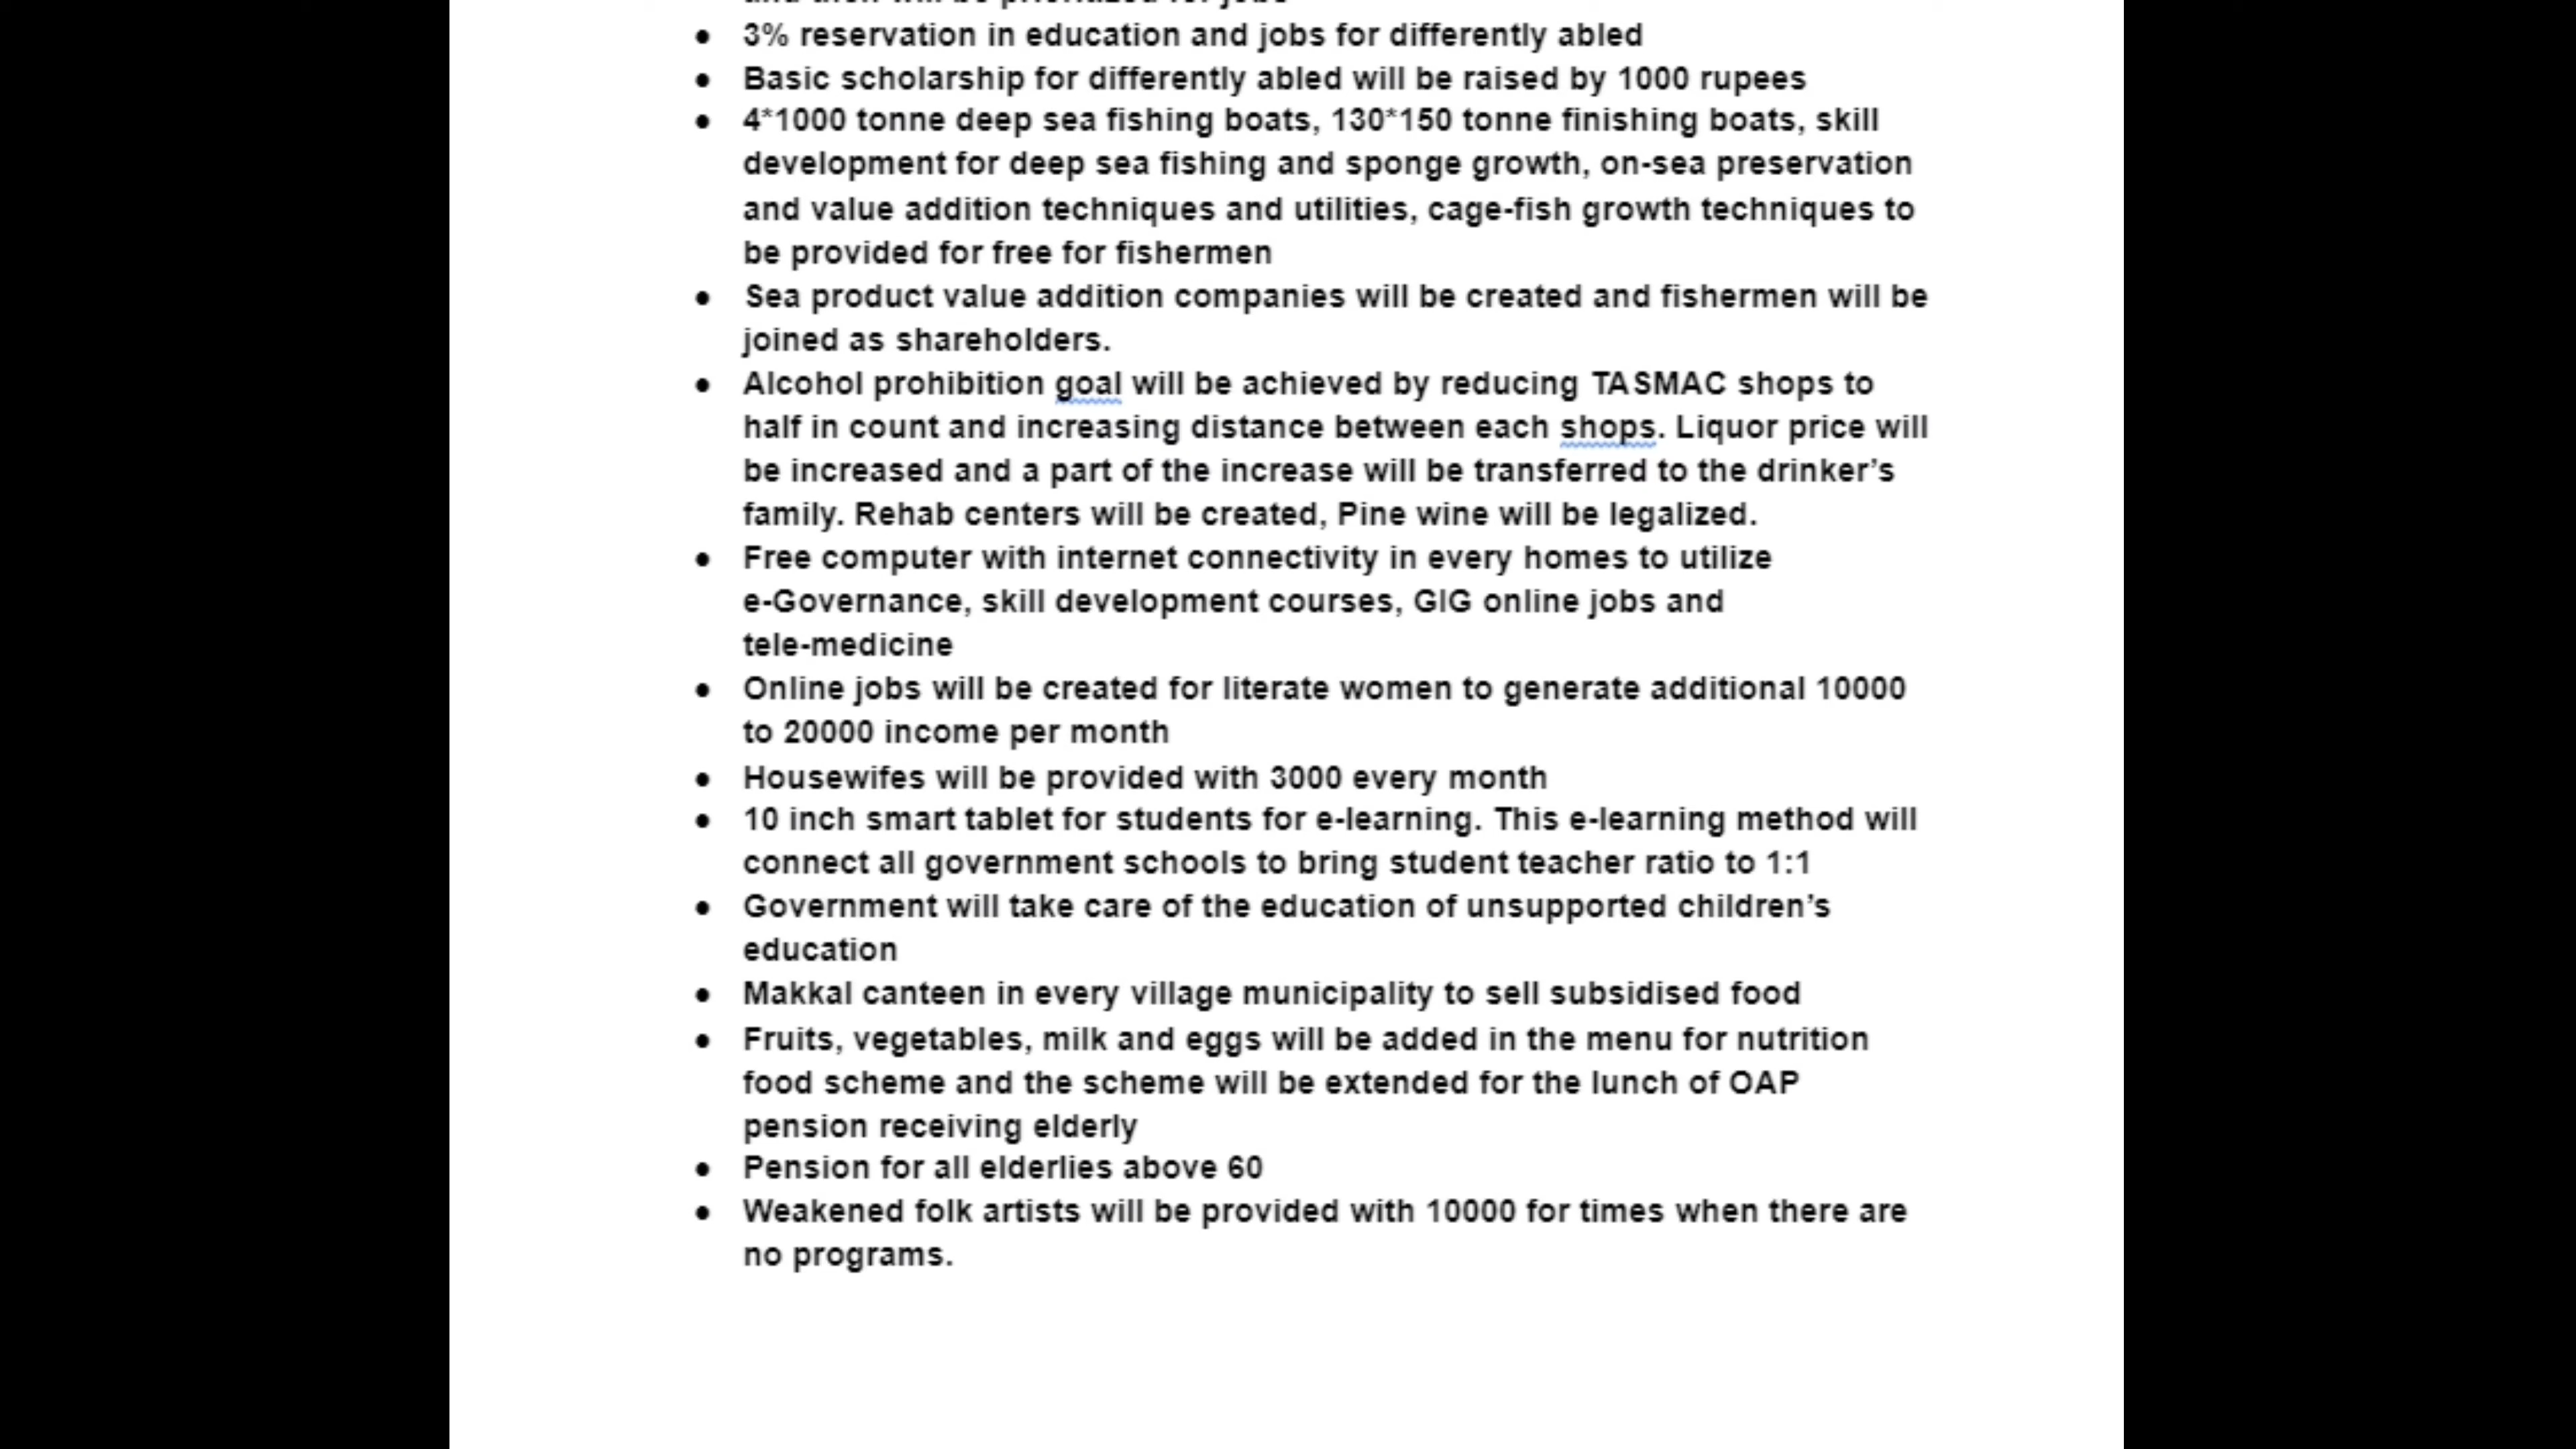 ● 3% reservation in education and jobs for differently abled
● Basic scholarship for differently abled will be raised by 1000 rupees
● 4*1000 tonne deep sea fishing boats, 130*150 tonne finishing boats, skill
development for deep sea fishing and sponge growth, on-sea preservation
and value addition techniques and utilities, cage-fish growth techniques to
be provided for free for fishermen
● Sea product value addition companies will be created and fishermen will be
joined as shareholders.
● Alcohol prohibition goal will be achieved by reducing TASMAC shops to
half in count and increasing distance between each shops. Liquor price will
be increased and a part of the increase will be transferred to the drinker’s
family. Rehab centers will be created, Pine wine will be legalized.
● Free computer with internet connectivity in every homes to utilize
e-Governance, skill development courses, GIG online jobs and
tele-medicine
● Online jobs will be created for literate women to generate additional 10000
to 20000 income per month
● Housewifes will be provided with 3000 every month
● 10 inch smart tablet for students for e-learning. This e-learning method will
connect all government schools to bring student teacher ratio to 1:1
● Government will take care of the education of unsupported children’s
education
● Makkal canteen in every village municipality to sell subsidised food
● Fruits, vegetables, milk and eggs will be added in the menu for nutrition
food scheme and the scheme will be extended for the lunch of OAP
pension receiving elderly
● Pension for all elderlies above 60
● Weakened folk artists will be provided with 10000 for times when there are
no programs.